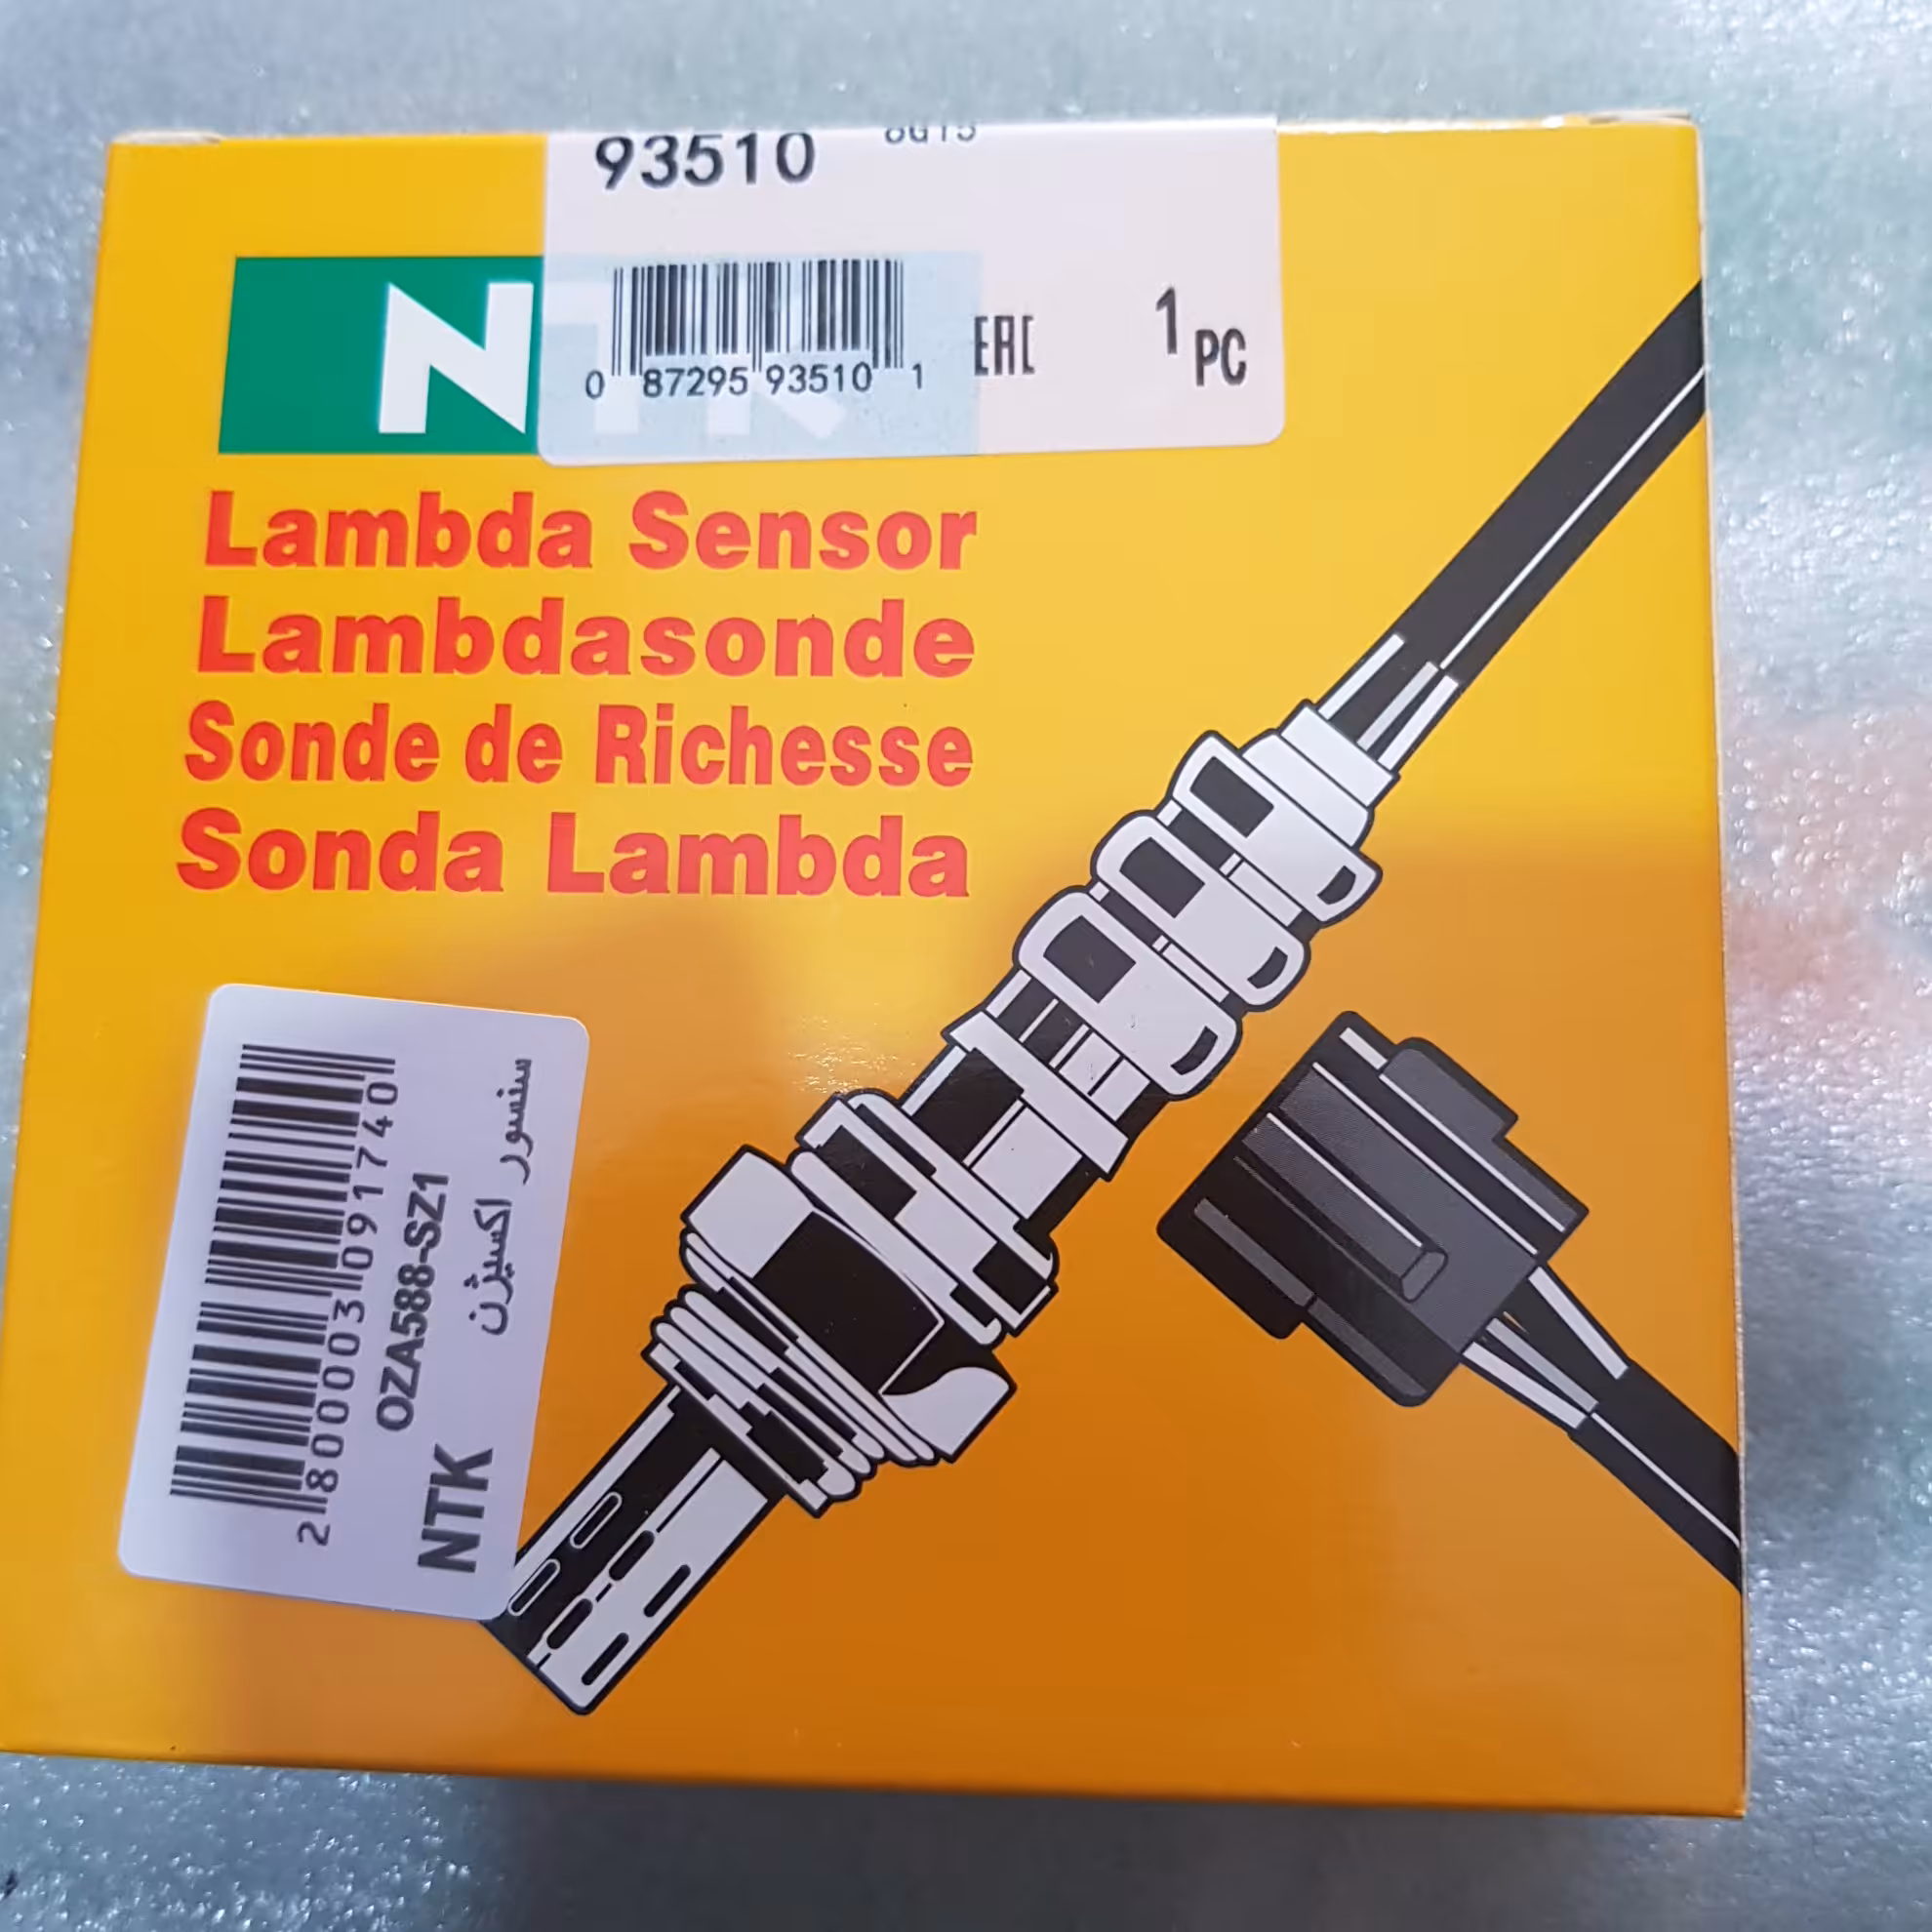 93510
N
0 87295 93510 1
EAC
1 PC
Lambda Sensor
Lambdasonde
Sonde de Richesse
Sonda Lambda
2 800003 091740
OZA588-SZ1
NTK سنسور اکسیژن